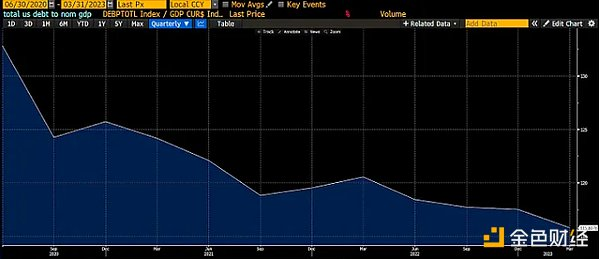 06/30/2020 - 03/31/2023 Last Px Local CCY Mov Avgs Key Events
total us debt to nom gdp DEBPTOTL Index / GDP CUR$ Ind... Last Price Volume
1D 3D 1M 6M YTD 1Y 5Y Max Quarterly ▼ Table + Related Data ▾ Add Data « Edit Chart
Track Annotate News Zoom
130
125
120
Sep Dec Mar Jun Sep Dec Mar Jun Sep Dec Mar
2020 2021 2022 2023
金色财经